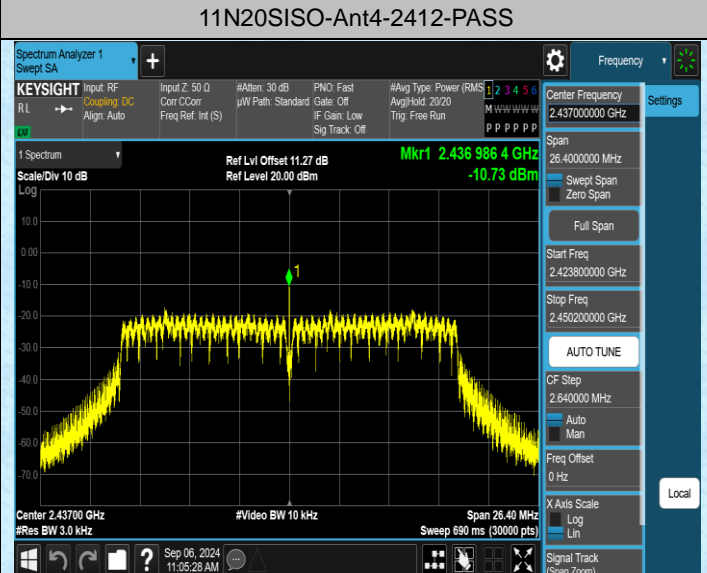 11N20SISO-Ant4-2412-PASS
Spectrum Analyzer 1
Swept SA
+
Frequency
KEYSIGHT
RL
LXI
Input: RF
Coupling: DC
Align: Auto
Input Z: 50 Ω
Corr CCorr
Freq Ref: Int (S)
#Atten: 30 dB
µW Path: Standard
PNO: Fast
Gate: Off
IF Gain: Low
Sig Track: Off
#Avg Type: Power (RMS
Avg|Hold: 20/20
Trig: Free Run
1 2 3 4 5 6
M W W W W W
P P P P P P
1 Spectrum
Scale/Div 10 dB
Log
Ref Lvl Offset 11.27 dB
Ref Level 20.00 dBm
Mkr1 2.436 986 4 GHz
-10.73 dBm
10.0
0.00
-10.0
-20.0
-30.0
-40.0
-50.0
-60.0
-70.0
1
Center 2.43700 GHz
#Res BW 3.0 kHz
#Video BW 10 kHz
Span 26.40 MHz
Sweep 690 ms (30000 pts)
Center Frequency
2.437000000 GHz
Settings
Span
26.4000000 MHz
Swept Span
Zero Span
Full Span
Start Freq
2.423800000 GHz
Stop Freq
2.450200000 GHz
AUTO TUNE
CF Step
2.640000 MHz
Auto
Man
Freq Offset
0 Hz
X Axis Scale
Log
Lin
Local
Signal Track
(Span Zoom)
?
Sep 06, 2024
11:05:28 AM